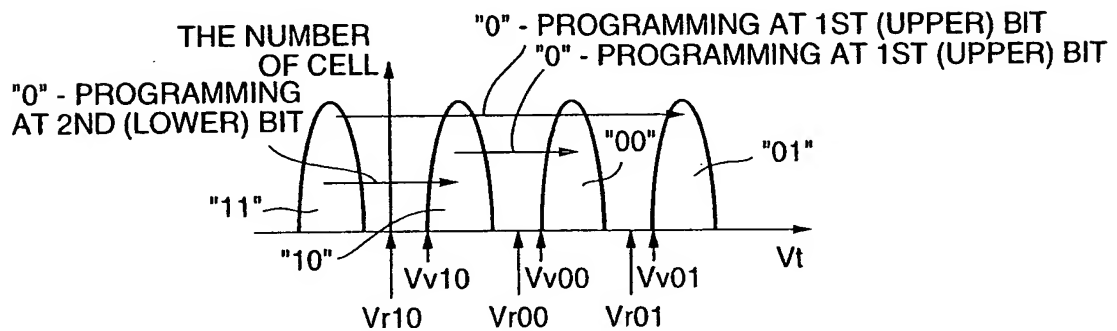 "0" - PROGRAMMING AT 1ST (UPPER) BIT
THE NUMBER
OF CELL
"0" - PROGRAMMING AT 1ST (UPPER) BIT
"0" - PROGRAMMING
AT 2ND (LOWER) BIT
"00"
"01"
"11"
"10"
Vt
Vv10
Vv00
Vv01
Vr10
Vr00
Vr01